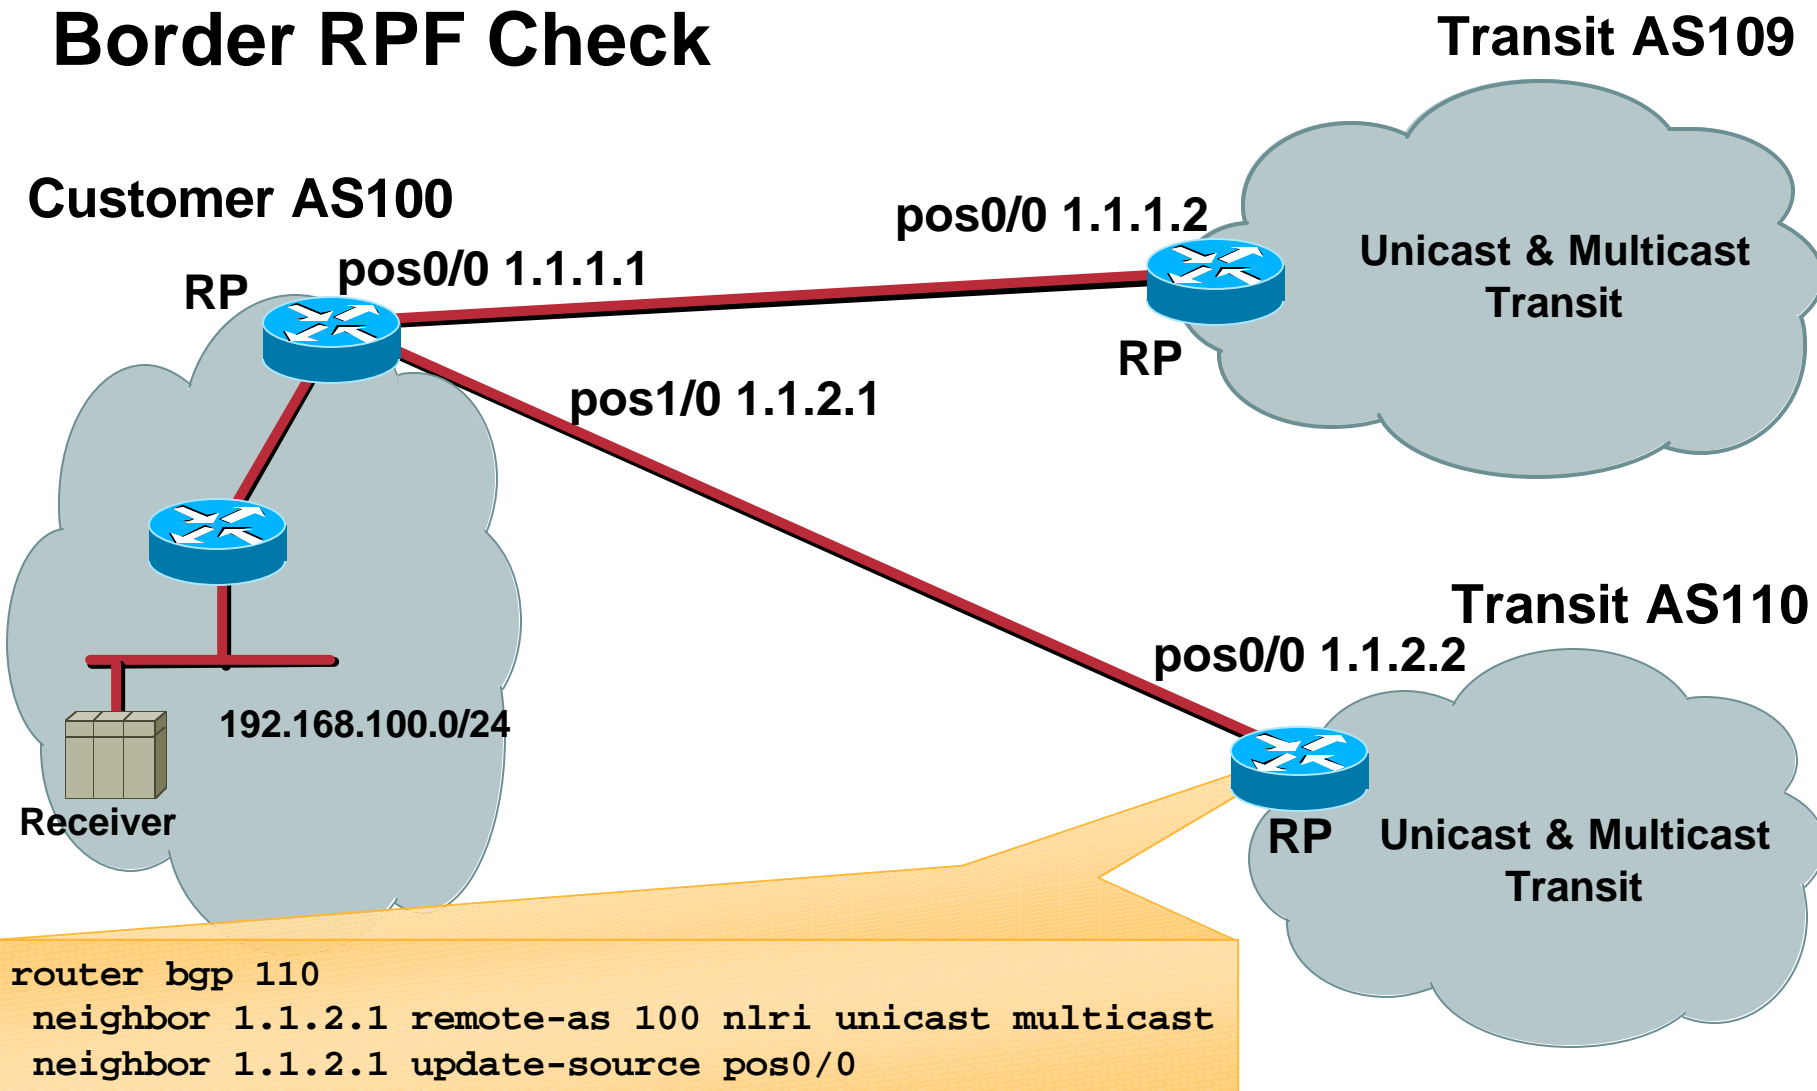 Border RPF Check
Transit AS109
Customer AS100
pos0/0 1.1.1.2
Unicast & Multicast
Transit
RP
pos0/0 1.1.1.1
RP
pos1/0 1.1.2.1
Transit AS110
pos0/0 1.1.2.2
192.168.100.0/24
Receiver
RP
Unicast & Multicast
Transit
router bgp 110
neighbor 1.1.2.1 remote-as 100 nlri unicast multicast
neighbor 1.1.2.1 update-source pos0/0